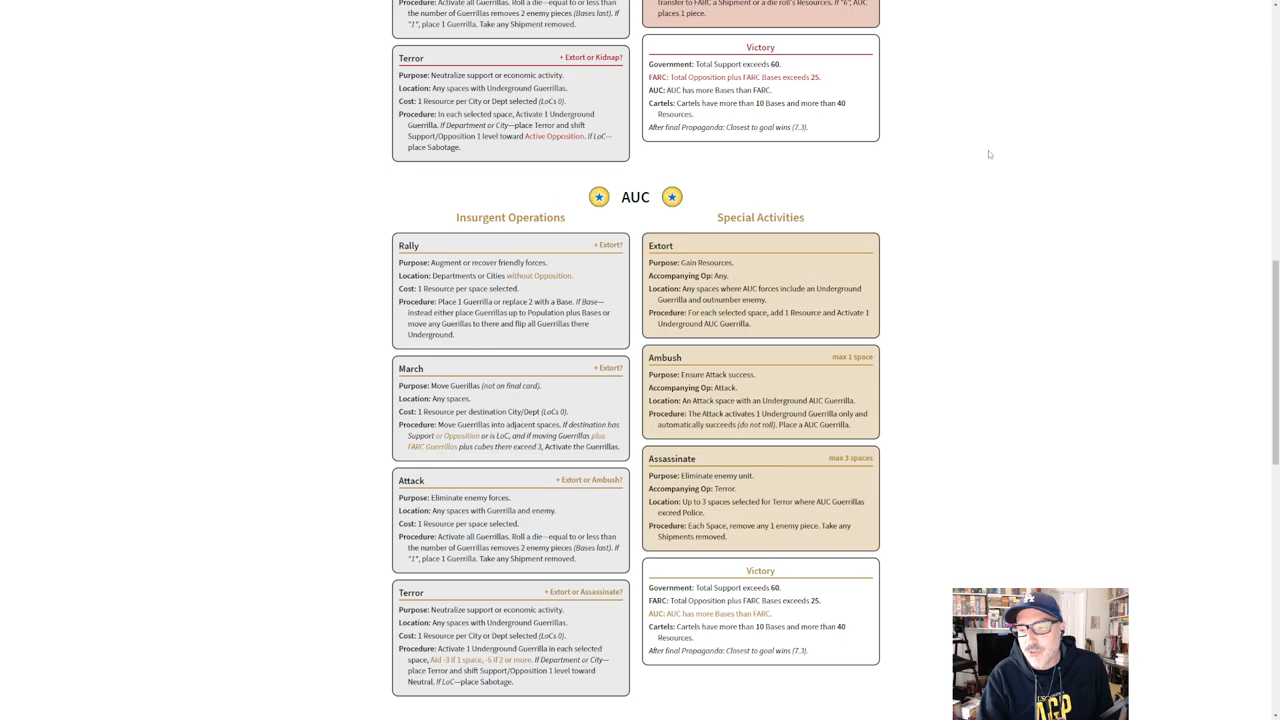 Procedure: Activate all Guerrillas. Roll a die—equal to or less than
the number of Guerrillas removes 2 enemy pieces (Bases last). If
"1", place 1 Guerrilla. Take any Shipment removed.
Terror
+ Extort or Kidnap?
Purpose: Neutralize support or economic activity.
Location: Any spaces with Underground Guerrillas.
Cost: 1 Resource per City or Dept selected (LoCs 0).
Procedure: In each selected space, Activate 1 Underground
Guerrilla. If Department or City—place Terror and shift
Support/Opposition 1 level toward Active Opposition. If LoC—
place Sabotage.
transfer to FARC a Shipment or a die roll's Resources. If "6", AUC
places 1 piece.
Victory
Government: Total Support exceeds 60.
FARC: Total Opposition plus FARC Bases exceeds 25.
AUC: AUC has more Bases than FARC.
Cartels: Cartels have more than 10 Bases and more than 40
Resources.
After final Propaganda: Closest to goal wins (7.3).
AUC
Insurgent Operations
Rally
+ Extort?
Purpose: Augment or recover friendly forces.
Location: Departments or Cities without Opposition.
Cost: 1 Resource per space selected.
Procedure: Place 1 Guerrilla or replace 2 with a Base. If Base—
instead either place Guerrillas up to Population plus Bases or
move any Guerillas to there and flip all Guerrillas there
Underground.
March
+ Extort?
Purpose: Move Guerillas (not on final card).
Location: Any spaces.
Cost: 1 Resource per destination City/Dept (LoCs 0).
Procedure: Move Guerrillas into adjacent spaces. If destination has
Support or Opposition or is LoC, and if moving Guerrillas plus
FARC Guerrillas plus cubes there exceed 3, Activate the Guerrillas.
Attack
+ Extort or Ambush?
Purpose: Eliminate enemy forces.
Location: Any spaces with Guerrilla and enemy.
Cost: 1 Resource per space selected.
Procedure: Activate all Guerrillas. Roll a die—equal to or less than
the number of Guerrillas removes 2 enemy pieces (Bases last). If
"1", place 1 Guerrilla. Take any Shipment removed.
Terror
+ Extort or Assassinate?
Purpose: Neutralize support or economic activity.
Location: Any spaces with Underground Guerrillas.
Cost: 1 Resource per City or Dept selected (LoCs 0).
Procedure: Activate 1 Underground Guerrilla in each selected
space, Aid -3 if 1 space, -5 if 2 or more. If Department or City—
place Terror and shift Support/Opposition 1 level toward
Neutral. If LoC—place Sabotage.
Special Activities
Extort
Purpose: Gain Resources.
Accompanying Op: Any.
Location: Any spaces where AUC forces include an Underground
Guerrilla and outnumber enemy.
Procedure: For each selected space, add 1 Resource and Activate 1
Underground AUC Guerrilla.
Ambush
max 1 space
Purpose: Ensure Attack success.
Accompanying Op: Attack.
Location: An Attack space with an Underground AUC Guerrilla.
Procedure: The Attack activates 1 Underground Guerrilla only and
automatically succeeds (do not roll). Place a AUC Guerrilla.
Assassinate
max 3 spaces
Purpose: Eliminate enemy unit.
Accompanying Op: Terror.
Location: Up to 3 spaces selected for Terror where AUC Guerrillas
exceed Police.
Procedure: Each Space, remove any 1 enemy piece. Take any
Shipments removed.
Victory
Government: Total Support exceeds 60.
FARC: Total Opposition plus FARC Bases exceeds 25.
AUC: AUC has more Bases than FARC.
Cartels: Cartels have more than 10 Bases and more than 40
Resources.
After final Propaganda: Closest to goal wins (7.3).